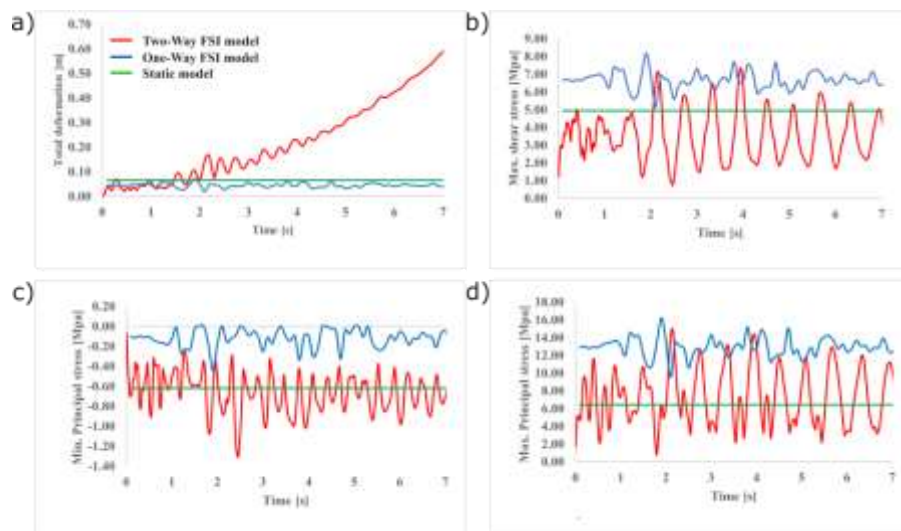 a)
Total deformation [m]
0.70
0.60
0.50
0.40
0.30
0.20
0.10
0.00
Two-Way FSI model
One-Way FSI model
Static model
0 1 2 3 4 5 6 7
Time [s]
b)
Max. shear stress [Mpa]
9.00
8.00
7.00
6.00
5.00
4.00
3.00
2.00
1.00
0.00
0 1 2 3 4 5 6 7
Time [s]
c)
Min. Principal stress [Mpa]
0.20
0.00
-0.20
-0.40
-0.60
-0.80
-1.00
-1.20
-1.40
0 1 2 3 4 5 6 7
Time [s]
d)
Max. Principal stress [Mpa]
18.00
16.00
14.00
12.00
10.00
8.00
6.00
4.00
2.00
0.00
0 1 2 3 4 5 6 7
Time [s]